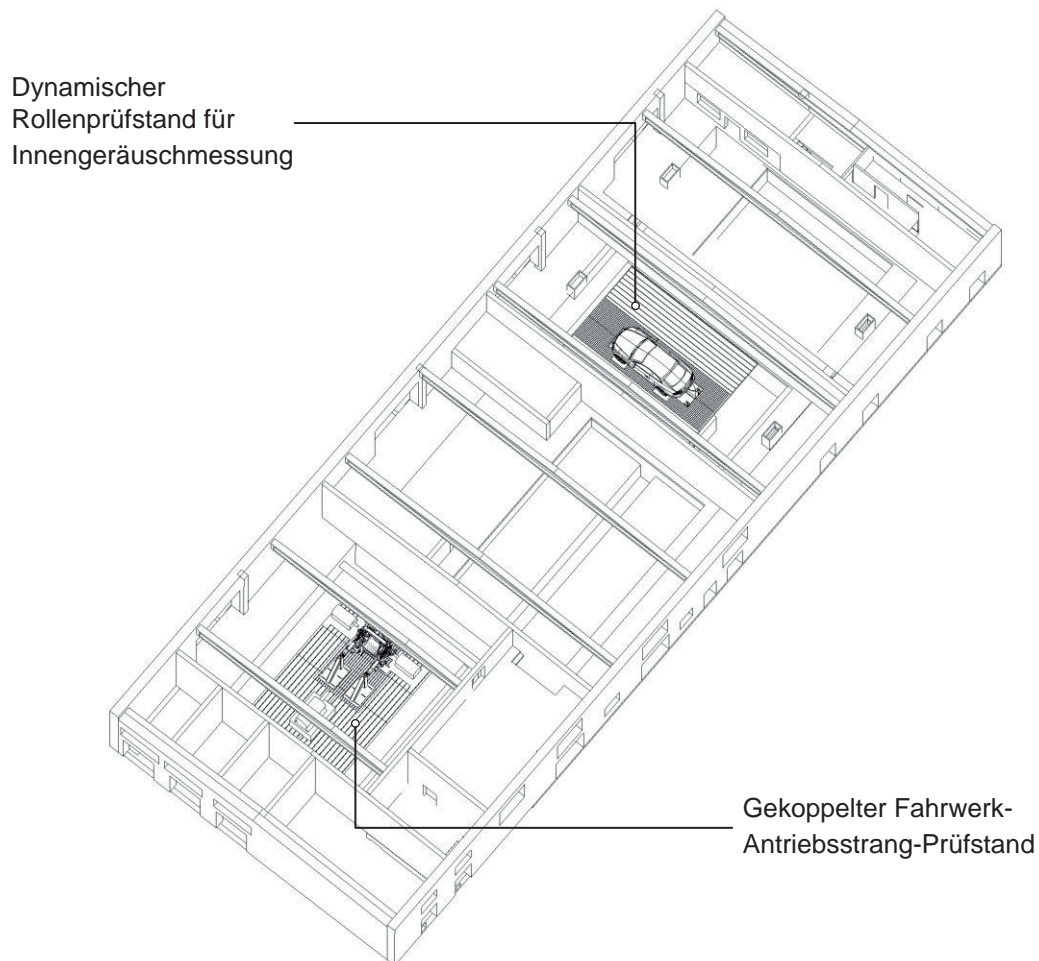 Dynamischer
Rollenprüfstand für
Innengeräuschmessung
Gekoppelter Fahrwerk-
Antriebsstrang-Prüfstand